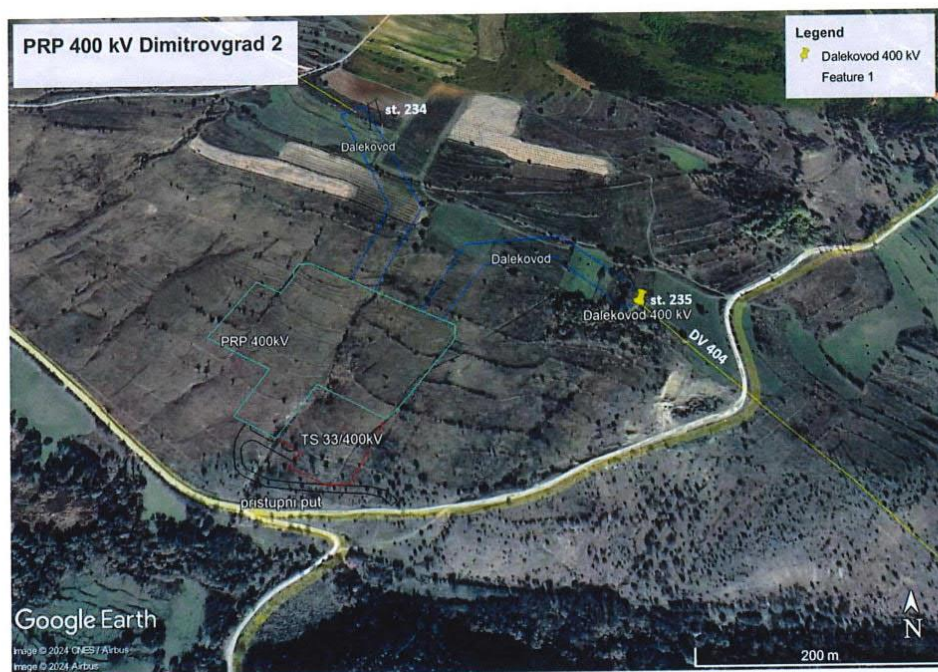 PRP 400 kV Dimitrovgrad 2
Legend
Dalekovod 400 kV
Feature 1
st. 234
Dalekovod
Dalekovod
st. 235
Dalekovod 400 kV
PRP 400kV
DV 404
TS 33/400kV
pristupni put
Google Earth
Image © 2024 CNES / Airbus
Image © 2024 Airbus
N
200 m